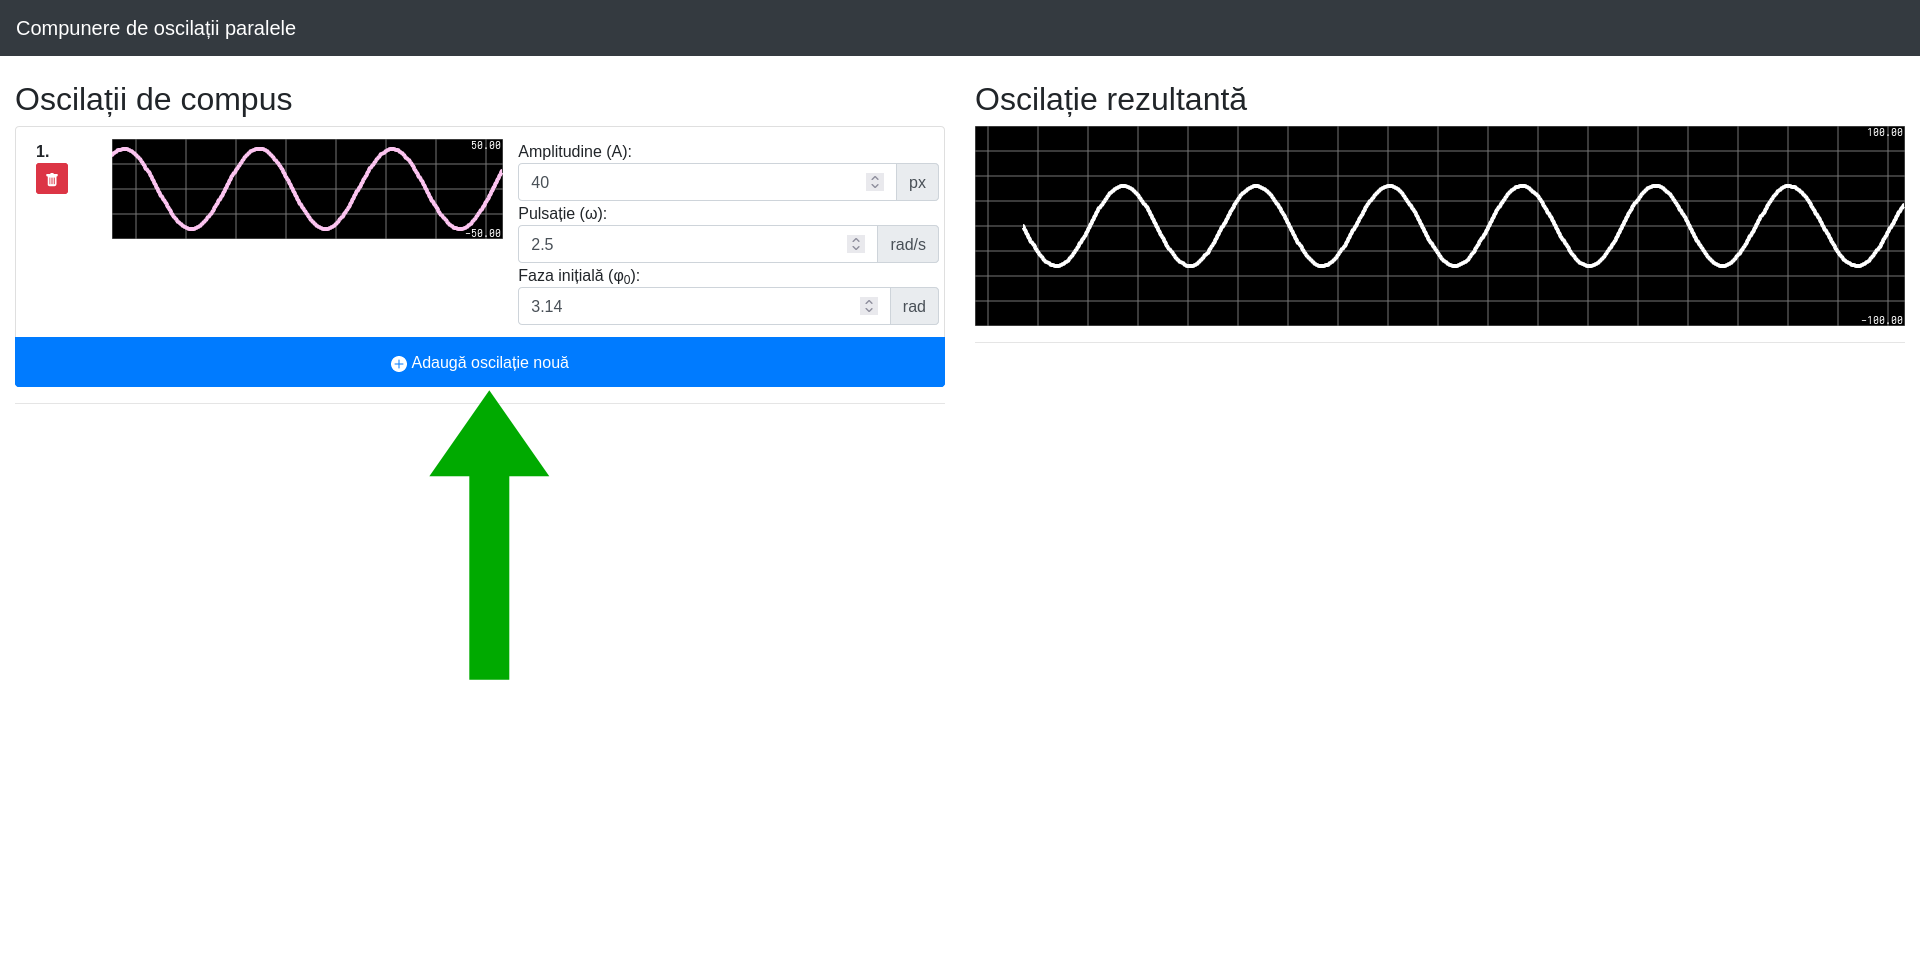 Compunere de oscilații paralele
Oscilații de compus
1.
50.00
-50.00
Amplitudine (A):
40
px
Pulsație (ω):
2.5
rad/s
Faza inițială (φ₀):
3.14
rad
Adaugă oscilație nouă
Oscilație rezultantă
100.00
-100.00